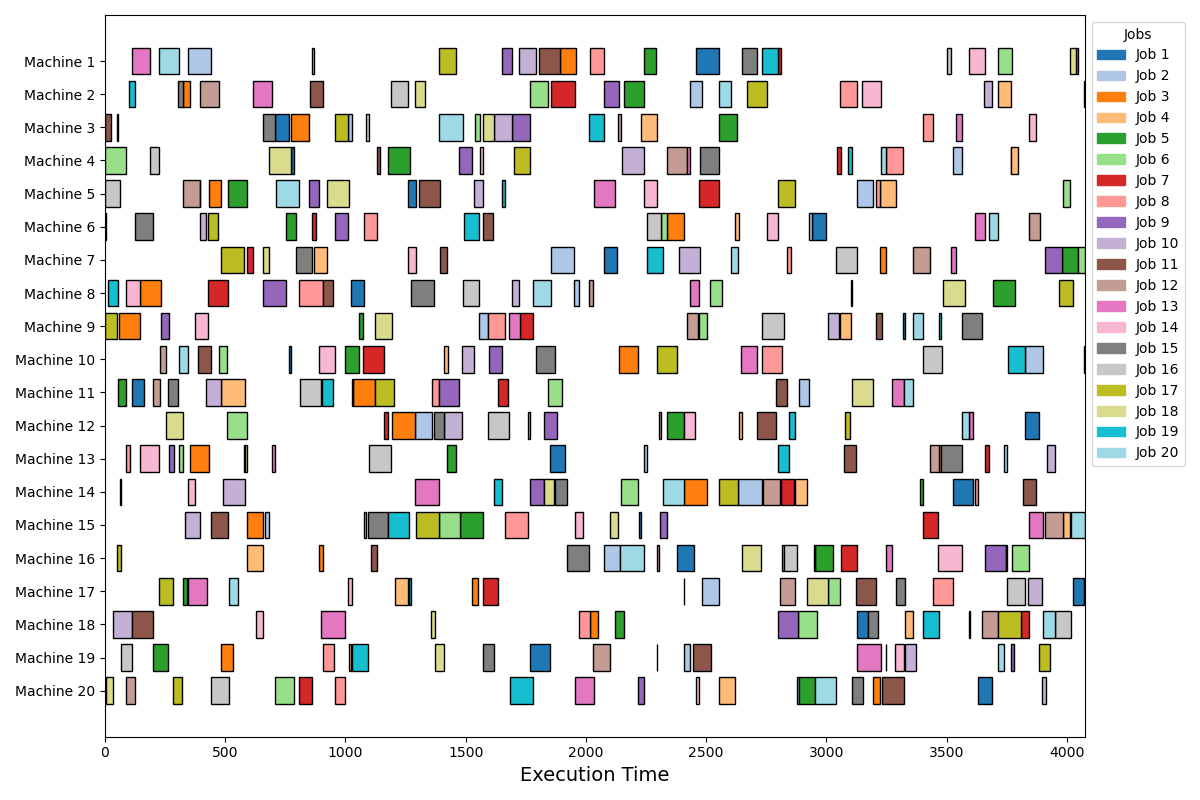 Machine 1
Machine 2
Machine 3
Machine 4
Machine 5
Machine 6
Machine 7
Machine 8
Machine 9
Machine 10
Machine 11
Machine 12
Machine 13
Machine 14
Machine 15
Machine 16
Machine 17
Machine 18
Machine 19
Machine 20
0 500 1000 1500 2000 2500 3000 3500 4000
Execution Time
Jobs
Job 1
Job 2
Job 3
Job 4
Job 5
Job 6
Job 7
Job 8
Job 9
Job 10
Job 11
Job 12
Job 13
Job 14
Job 15
Job 16
Job 17
Job 18
Job 19
Job 20